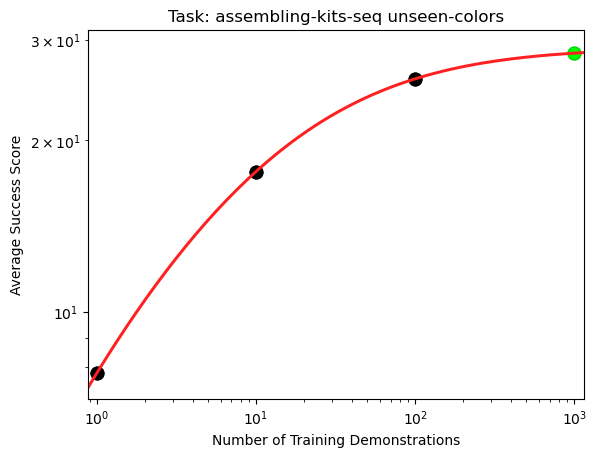 Task: assembling-kits-seq unseen-colors
3 × 10¹
2 × 10¹
10¹
Average Success Score
10⁰ 10¹ 10² 10³
Number of Training Demonstrations